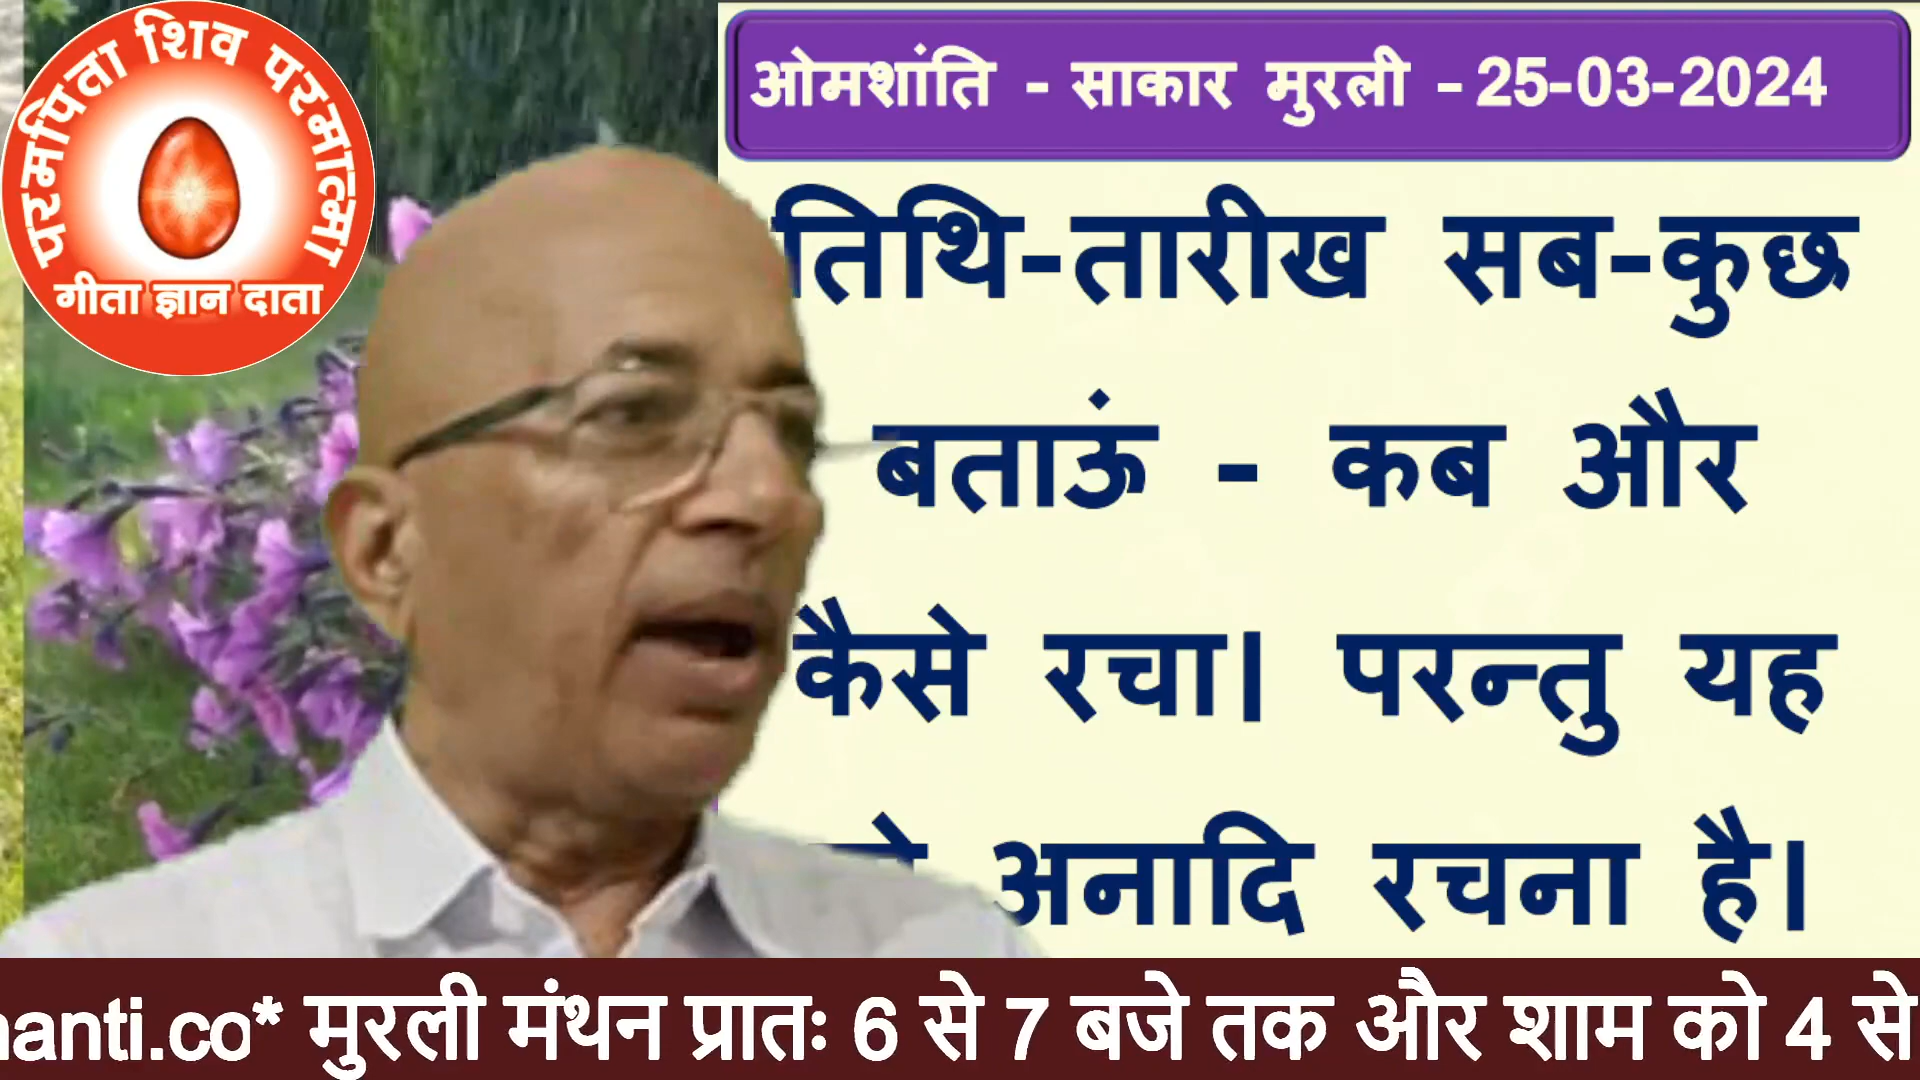 परमपिता शिव परमात्मा
गीता ज्ञान दाता
ओमशांति - साकार मुरली - 25-03-2024
तिथि-तारीख सब-कुछ
बताऊं - कब और
कैसे रचा। परन्तु यह
अनादि रचना है।
hanti.co* मुरली मंथन प्रातः 6 से 7 बजे तक और शाम को 4 से